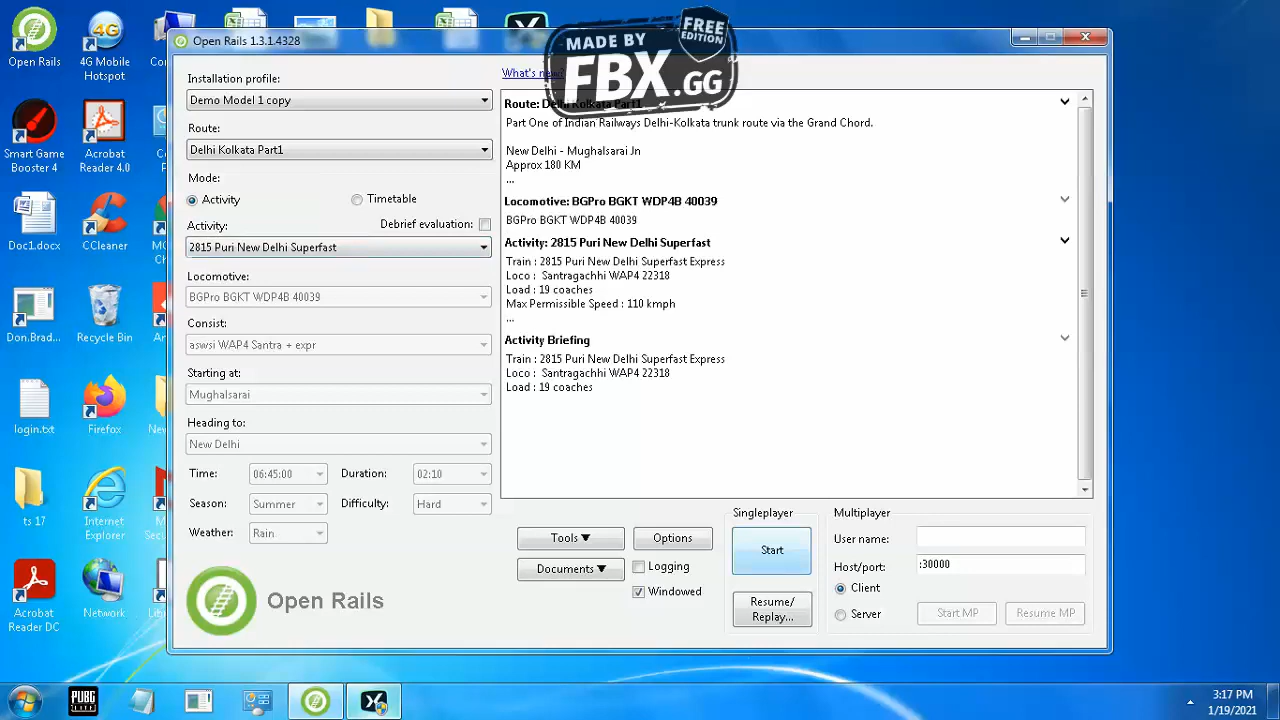 Open Rails
4G Mobile
Hotspot
Smart Game
Booster 4
Acrobat
Reader 4.0
Doc1.docx
CCleaner
Don.Brad...
Recycle Bin
login.txt
Firefox
ts 17
Internet
Explorer
Acrobat
Reader DC
Network
Open Rails 1.3.1.4328
MADE BY
FREE
EDITION
FBX.gg
Installation profile:
Demo Model 1 copy
Route:
Delhi Kolkata Part1
Mode:
Activity
Timetable
Debrief evaluation:
Activity:
2815 Puri New Delhi Superfast
Locomotive:
BGPro BGKT WDP4B 40039
Consist:
aswsi WAP4 Santra + expr
Starting at:
Mughalsarai
Heading to:
New Delhi
Time: 06:45:00 Duration: 02:10
Season: Summer Difficulty: Hard
Weather: Rain
Open Rails
What's new
Route: Delhi Kolkata Part1
Part One of Indian Railways Delhi-Kolkata trunk route via the Grand Chord.
New Delhi - Mughalsarai Jn
Approx 180 KM
...
Locomotive: BGPro BGKT WDP4B 40039
BGPro BGKT WDP4B 40039
Activity: 2815 Puri New Delhi Superfast
Train : 2815 Puri New Delhi Superfast Express
Loco : Santragachhi WAP4 22318
Load : 19 coaches
Max Permissible Speed : 110 kmph
...
Activity Briefing
Train : 2815 Puri New Delhi Superfast Express
Loco : Santragachhi WAP4 22318
Load : 19 coaches
Tools
Options
Documents
Logging
Windowed
Singleplayer
Start
Resume/
Replay...
Multiplayer
User name:
Host/port: :30000
Client
Server
Start MP
Resume MP
PUBG
LITE
3:17 PM
1/19/2021